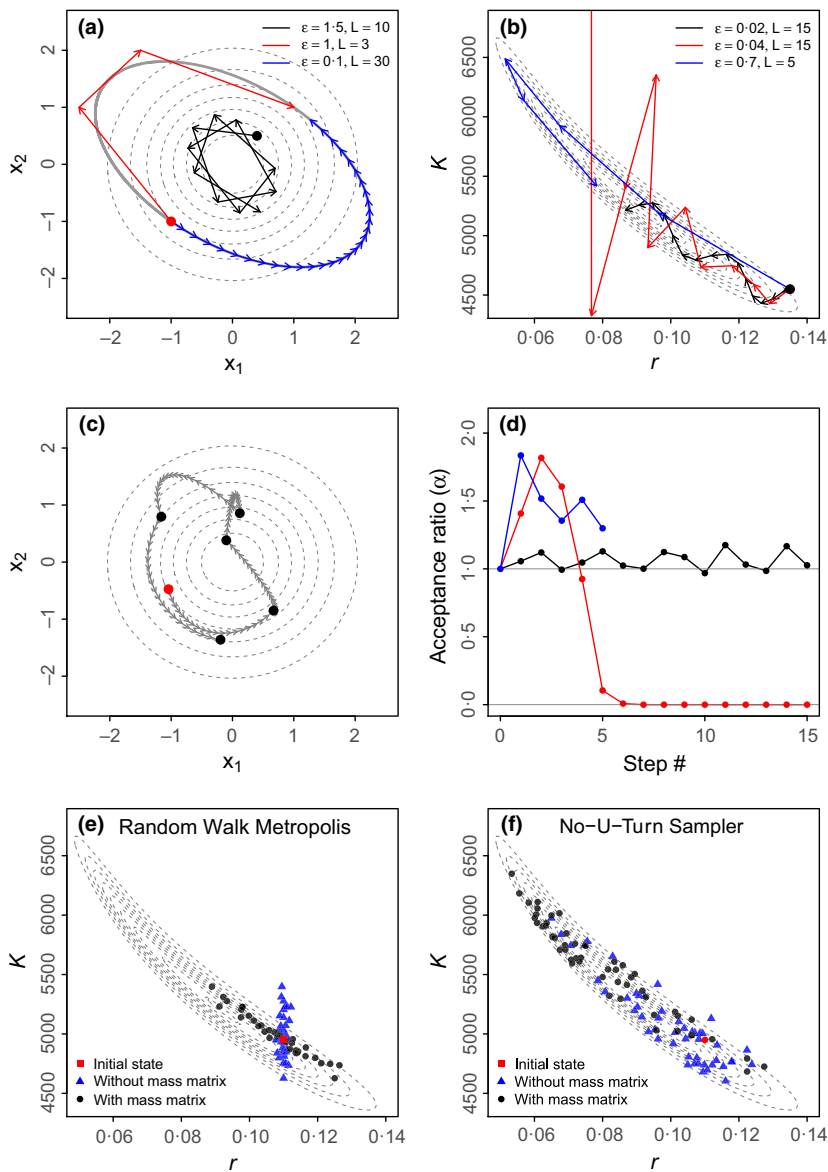 (a)
ε = 1·5, L = 10
ε = 1, L = 3
ε = 0·1, L = 30
x2
2
1
0
−1
−2
−2 −1 0 1 2
x1
(b)
ε = 0·02, L = 15
ε = 0·04, L = 15
ε = 0·7, L = 5
K
6500
6000
5500
5000
4500
0·06 0·08 0·10 0·12 0·14
r
(c)
x2
2
1
0
−1
−2
−2 −1 0 1 2
x1
(d)
Acceptance ratio (α)
2·0
1·5
1·0
0·5
0·0
0 5 10 15
Step #
(e) Random Walk Metropolis
K
6500
6000
5500
5000
4500
Initial state
Without mass matrix
With mass matrix
0·06 0·08 0·10 0·12 0·14
r
(f) No−U−Turn Sampler
K
6500
6000
5500
5000
4500
Initial state
Without mass matrix
With mass matrix
0·06 0·08 0·10 0·12 0·14
r